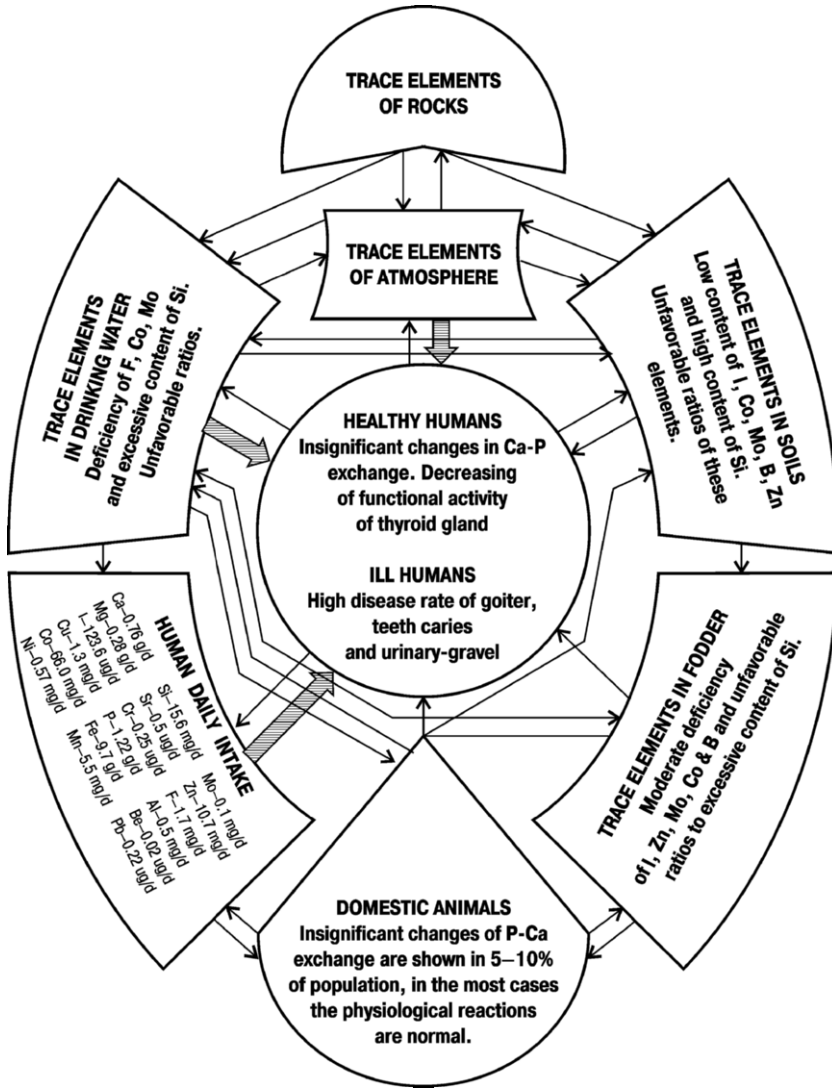 TRACE ELEMENTS
OF ROCKS
TRACE ELEMENTS
OF ATMOSPHERE
TRACE ELEMENTS
IN DRINKING WATER
Deficiency of F, Co, Mo
and excessive content of Si.
Unfavorable ratios.
TRACE ELEMENTS IN SOILS
Low content of I, Co, Mo, B, Zn
and high content of Si.
Unfavorable ratios of these
elements.
HEALTHY HUMANS
Insignificant changes in Ca-P
exchange. Decreasing
of functional activity
of thyroid gland
ILL HUMANS
High disease rate of goiter,
teeth caries
and urinary-gravel
HUMAN DAILY INTAKE
Ca–0.76 g/d
Mg–0.28 g/d
I–123.6 ug/d
Cu–1.3 mg/d
Co–66.0 mg/d
Ni–0.57 mg/d
Si–15.6 mg/d
Sr–0.5 ug/d
Cr–0.25 ug/d
P–1.22 g/d
Fe–9.7 g/d
Mn–5.5 mg/d
Mo–0.1 mg/d
Zn–10.7 mg/d
F–1.7 mg/d
Al–0.5 mg/d
Be–0.02 ug/d
Pb–0.22 ug/d
TRACE ELEMENTS IN FODDER
Moderate deficiency
of I, Zn, Mo, Co & B and unfavorable
ratios to excessive content of Si.
DOMESTIC ANIMALS
Insignificant changes of P-Ca
exchange are shown in 5–10%
of population, in the most cases
the physiological reactions
are normal.